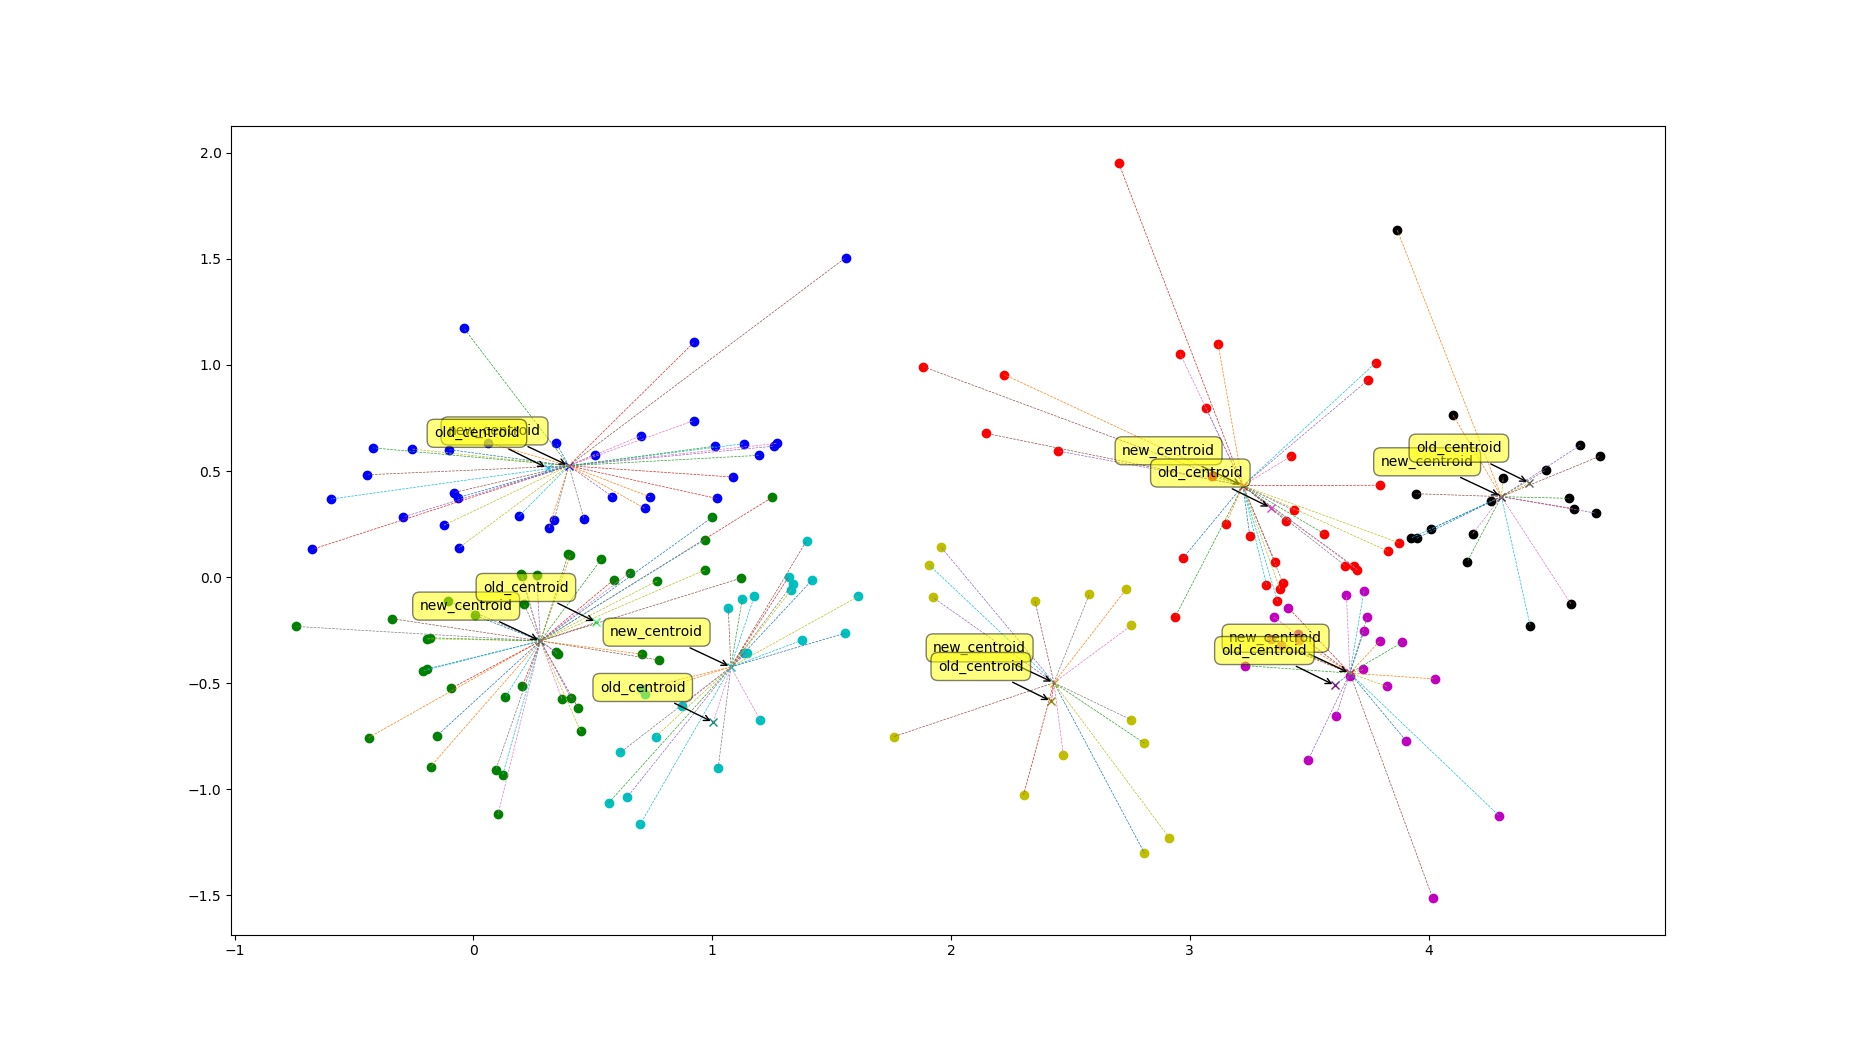 2.0
1.5
1.0
0.5
0.0
−0.5
−1.0
−1.5
−1
0
1
2
3
4
new_centroid
old_centroid
old_centroid
new_centroid
new_centroid
old_centroid
new_centroid
old_centroid
new_centroid
old_centroid
old_centroid
new_centroid
new_centroid
old_centroid